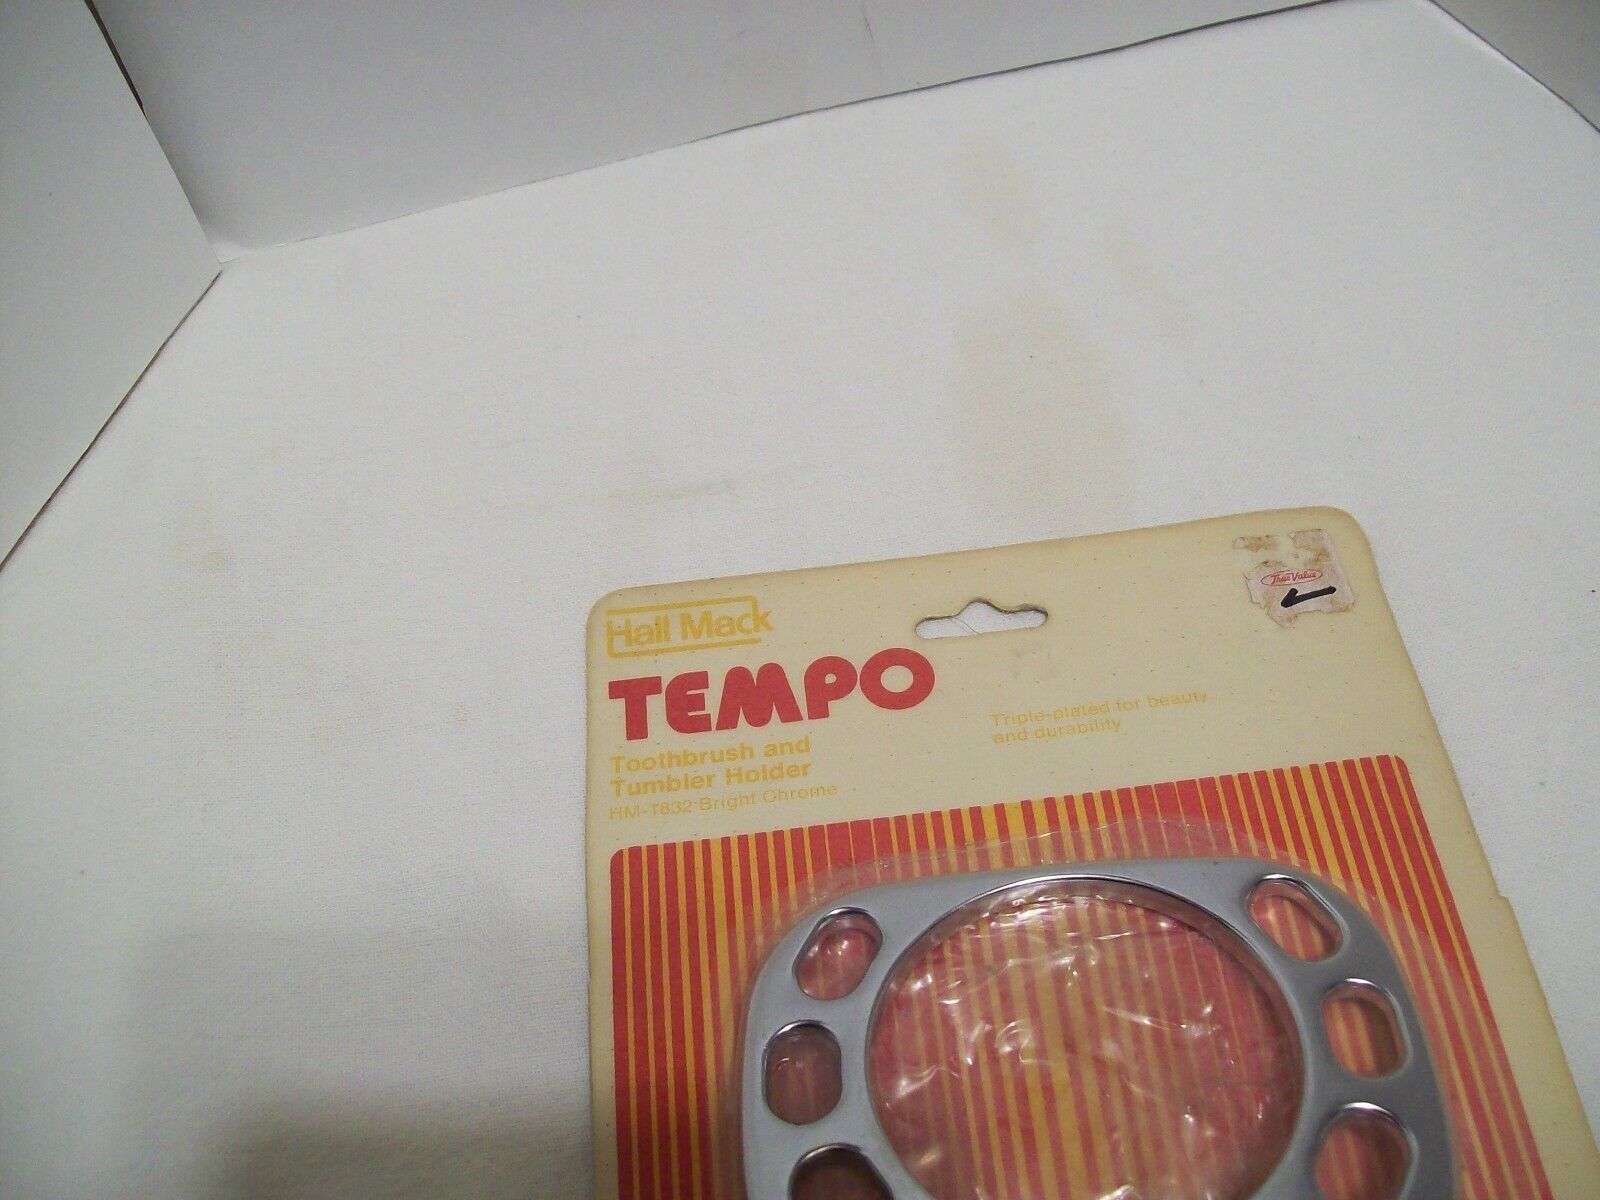 Hall Mack
TEMPO
Toothbrush and
Tumbler Holder
HM-1832 Bright Chrome
Triple-plated for beauty
and durability
True Value